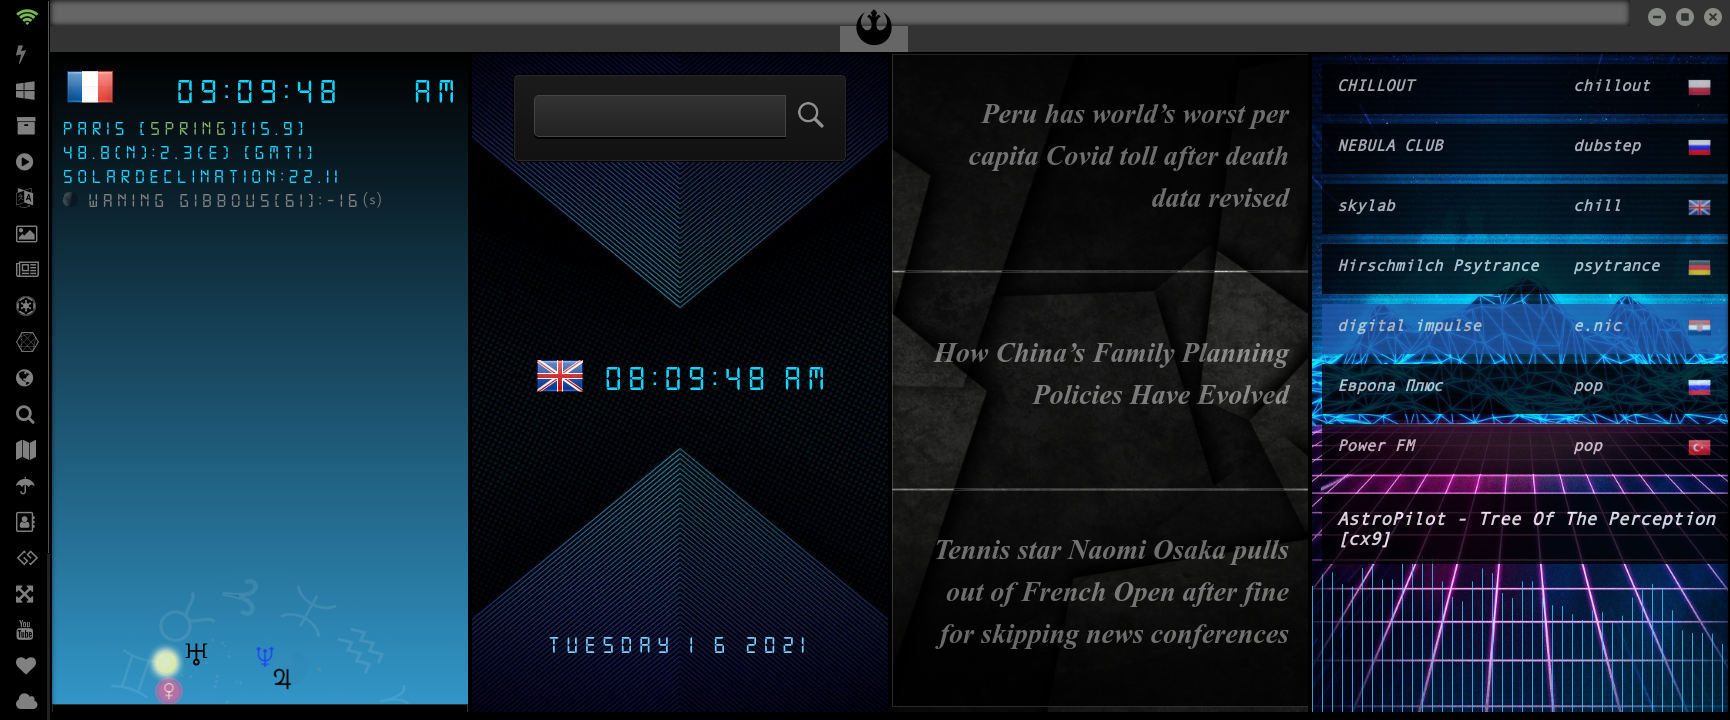 09:09:48 AM
PARIS [SPRING][15.9]
48.8(N):2.3(E) [GMT1]
SOLARDECLINATION:22.11
WANING GIBBOUS[61]:-16(s)
08:09:48 AM
TUESDAY 1 6 2021
Peru has world’s worst per
capita Covid toll after death
data revised
How China’s Family Planning
Policies Have Evolved
Tennis star Naomi Osaka pulls
out of French Open after fine
for skipping news conferences
CHILLOUT chillout
NEBULA CLUB dubstep
skylab chill
Hirschmilch Psytrance psytrance
digital impulse e.nic
Европа Плюс pop
Power FM pop
AstroPilot - Tree Of The Perception
[cx9]
You
Tube